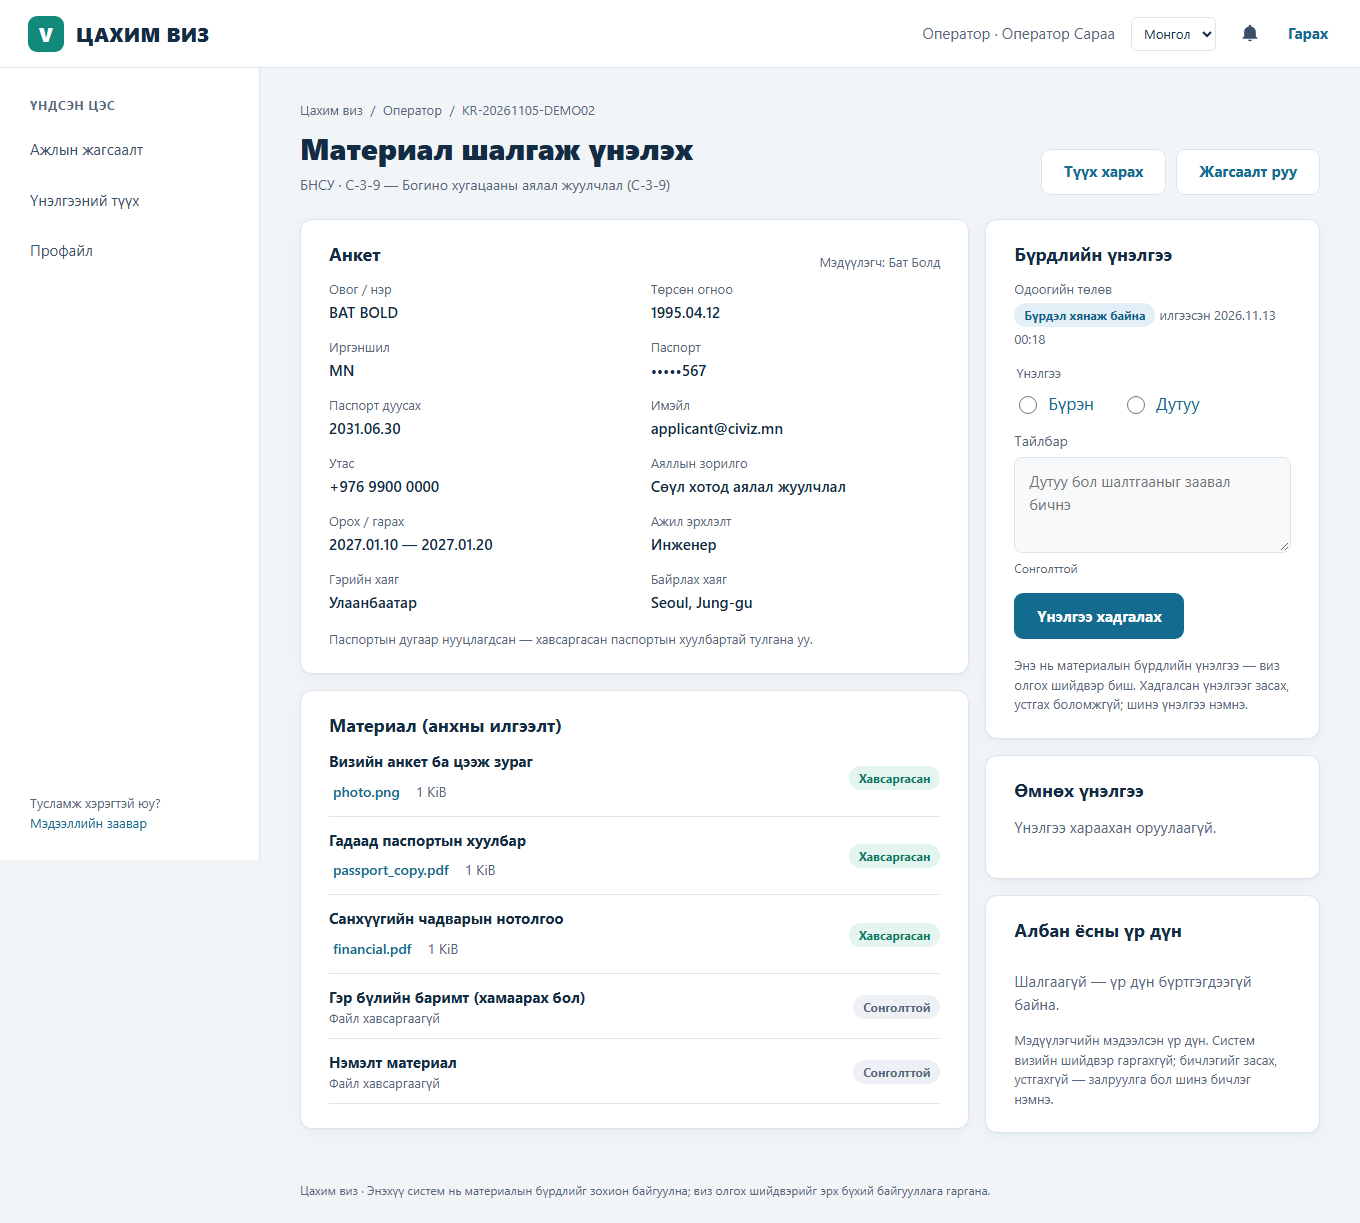 V ЦАХИМ ВИЗ
Оператор · Оператор Сараа
Монгол
Гарах
ҮНДСЭН ЦЭС
Ажлын жагсаалт
Үнэлгээний түүх
Профайл
Тусламж хэрэгтэй юу?
Мэдээллийн заавар
Цахим виз / Оператор / KR-20261105-DEMO02
Материал шалгаж үнэлэх
БНСУ · C-3-9 — Богино хугацааны аялал жуулчлал (C-3-9)
Түүх харах
Жагсаалт руу
Анкет
Мэдүүлэгч: Бат Болд
Овог / нэр
BAT BOLD
Төрсөн огноо
1995.04.12
Иргэншил
MN
Паспорт
•••••567
Паспорт дуусах
2031.06.30
Имэйл
applicant@civiz.mn
Утас
+976 9900 0000
Аяллын зорилго
Сөүл хотод аялал жуулчлал
Орох / гарах
2027.01.10 — 2027.01.20
Ажил эрхлэлт
Инженер
Гэрийн хаяг
Улаанбаатар
Байрлах хаяг
Seoul, Jung-gu
Паспортын дугаар нууцлагдсан — хавсаргасан паспортын хуулбартай тулгана уу.
Материал (анхны илгээлт)
Визийн анкет ба цээж зураг
photo.png 1 KiB
Хавсаргасан
Гадаад паспортын хуулбар
passport_copy.pdf 1 KiB
Хавсаргасан
Санхүүгийн чадварын нотолгоо
financial.pdf 1 KiB
Хавсаргасан
Гэр бүлийн баримт (хамаарах бол)
Файл хавсаргаагүй
Сонголттой
Нэмэлт материал
Файл хавсаргаагүй
Сонголттой
Бүрдлийн үнэлгээ
Одоогийн төлөв
Бүрдэл хянаж байна илгээсэн 2026.11.13
00:18
Үнэлгээ
Бүрэн
Дутуу
Тайлбар
Дутуу бол шалтгааныг заавал
бичнэ
Сонголттой
Үнэлгээ хадгалах
Энэ нь материалын бүрдлийн үнэлгээ — виз
олгох шийдвэр биш. Хадгалсан үнэлгээг засах,
устгах боломжгүй; шинэ үнэлгээ нэмнэ.
Өмнөх үнэлгээ
Үнэлгээ хараахан оруулаагүй.
Албан ёсны үр дүн
Шалгаагүй — үр дүн бүртгэгдээгүй
байна.
Мэдүүлэгчийн мэдээлсэн үр дүн. Систем
визийн шийдвэр гаргахгүй; бичлэгийг засах,
устгахгүй — залруулга бол шинэ бичлэг
нэмнэ.
Цахим виз · Энэхүү систем нь материалын бүрдлийг зохион байгуулна; виз олгох шийдвэрийг эрх бүхий байгууллага гаргана.